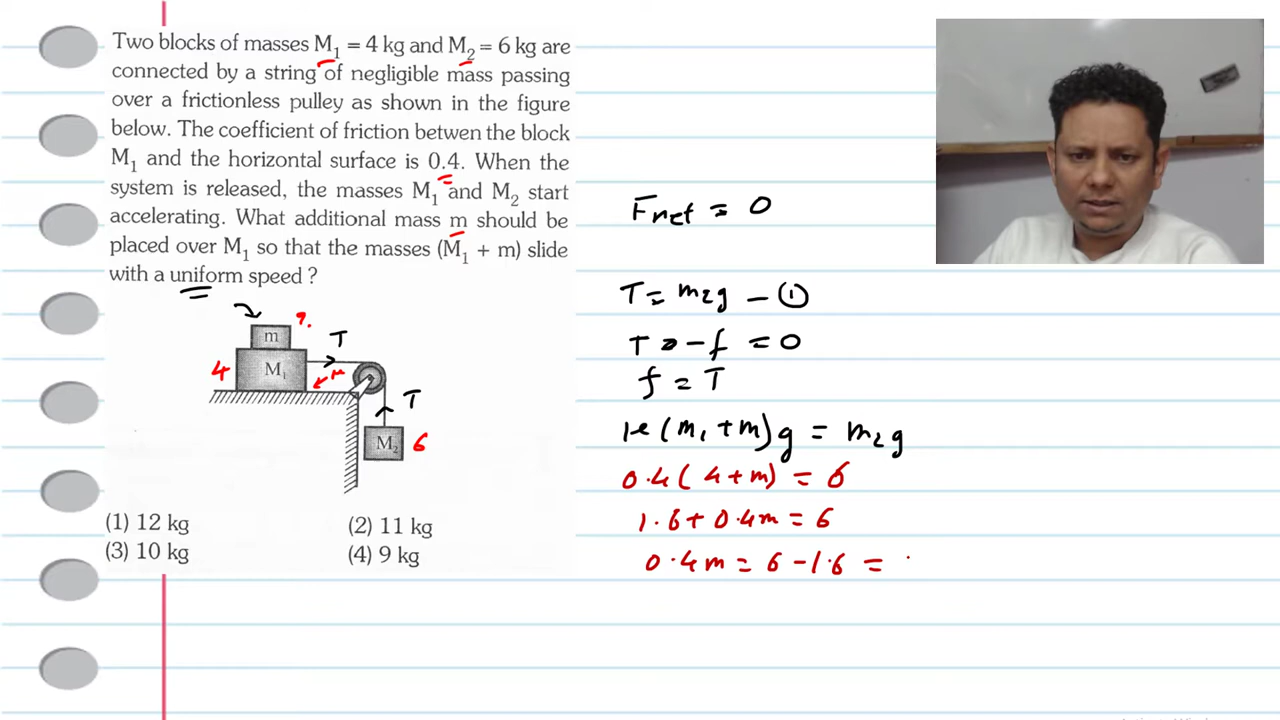 Two blocks of masses M₁ = 4 kg and M₂ = 6 kg are
connected by a string of negligible mass passing
over a frictionless pulley as shown in the figure
below. The coefficient of friction betwen the block
M₁ and the horizontal surface is 0.4. When the
system is released, the masses M₁ and M₂ start
accelerating. What additional mass m should be
placed over M₁ so that the masses (M₁ + m) slide
with a uniform speed ?
m
?
T
4
M₁
μ
T
M₂
6
(1) 12 kg
(2) 11 kg
(3) 10 kg
(4) 9 kg
Fnet = 0
T = m₂g – ①
T - f = 0
f = T
μ(m₁+m)g = m₂g
0.4(4+m) = 6
1.6+0.4m = 6
0.4m = 6-1.6 =